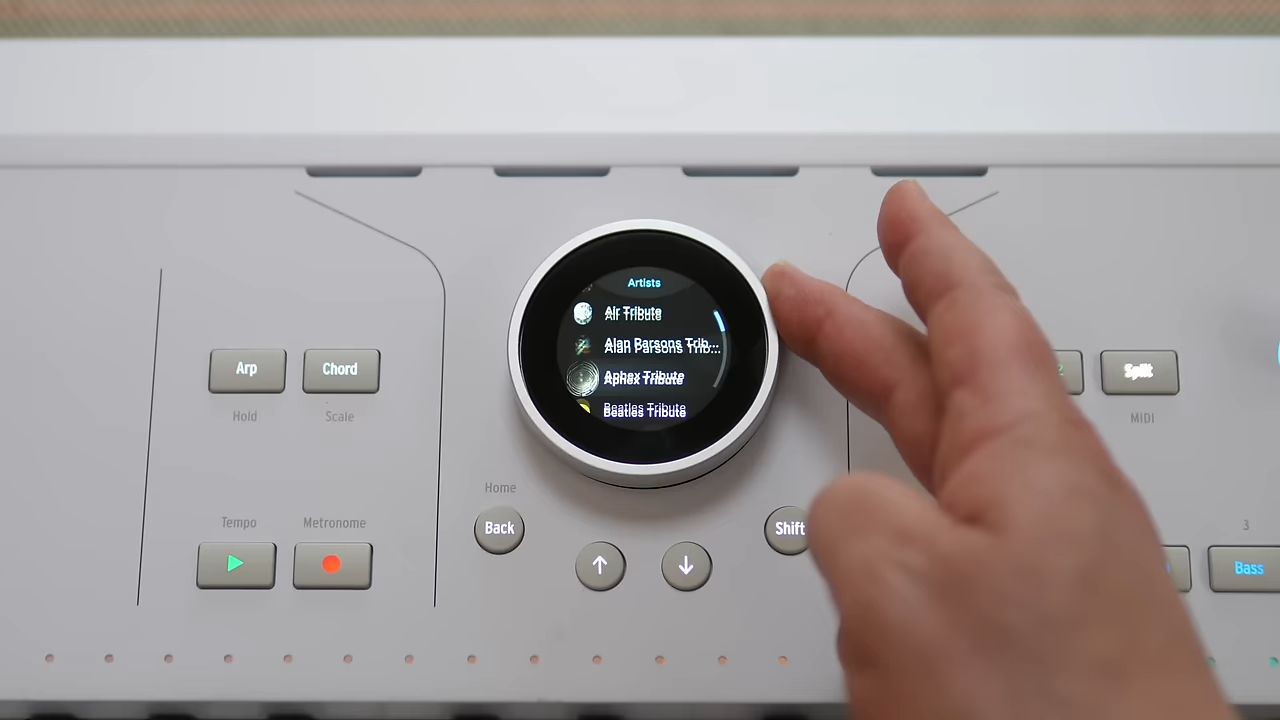 Artists
Air Tribute
Alan Parsons Trib...
Aphex Tribute
Beatles Tribute
Arp
Chord
2
Split
Hold
Scale
MIDI
Home
Back
Shift
Tempo
Metronome
3
Bass